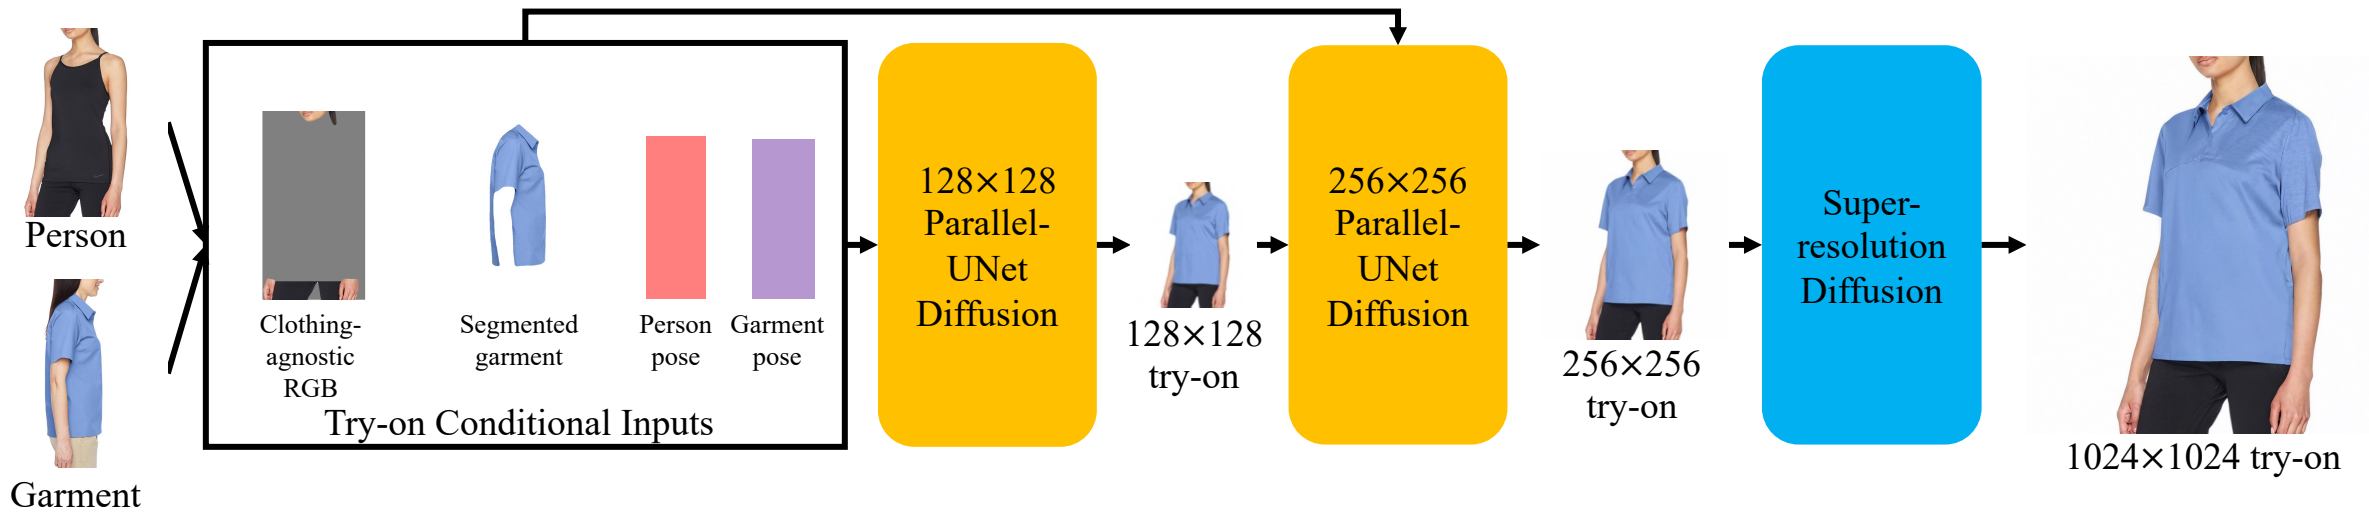 Person
Garment
Clothing-
agnostic
RGB
Segmented
garment
Person
pose
Garment
pose
Try-on Conditional Inputs
128×128
Parallel-
UNet
Diffusion
128×128
try-on
256×256
Parallel-
UNet
Diffusion
256×256
try-on
Super-
resolution
Diffusion
1024×1024 try-on